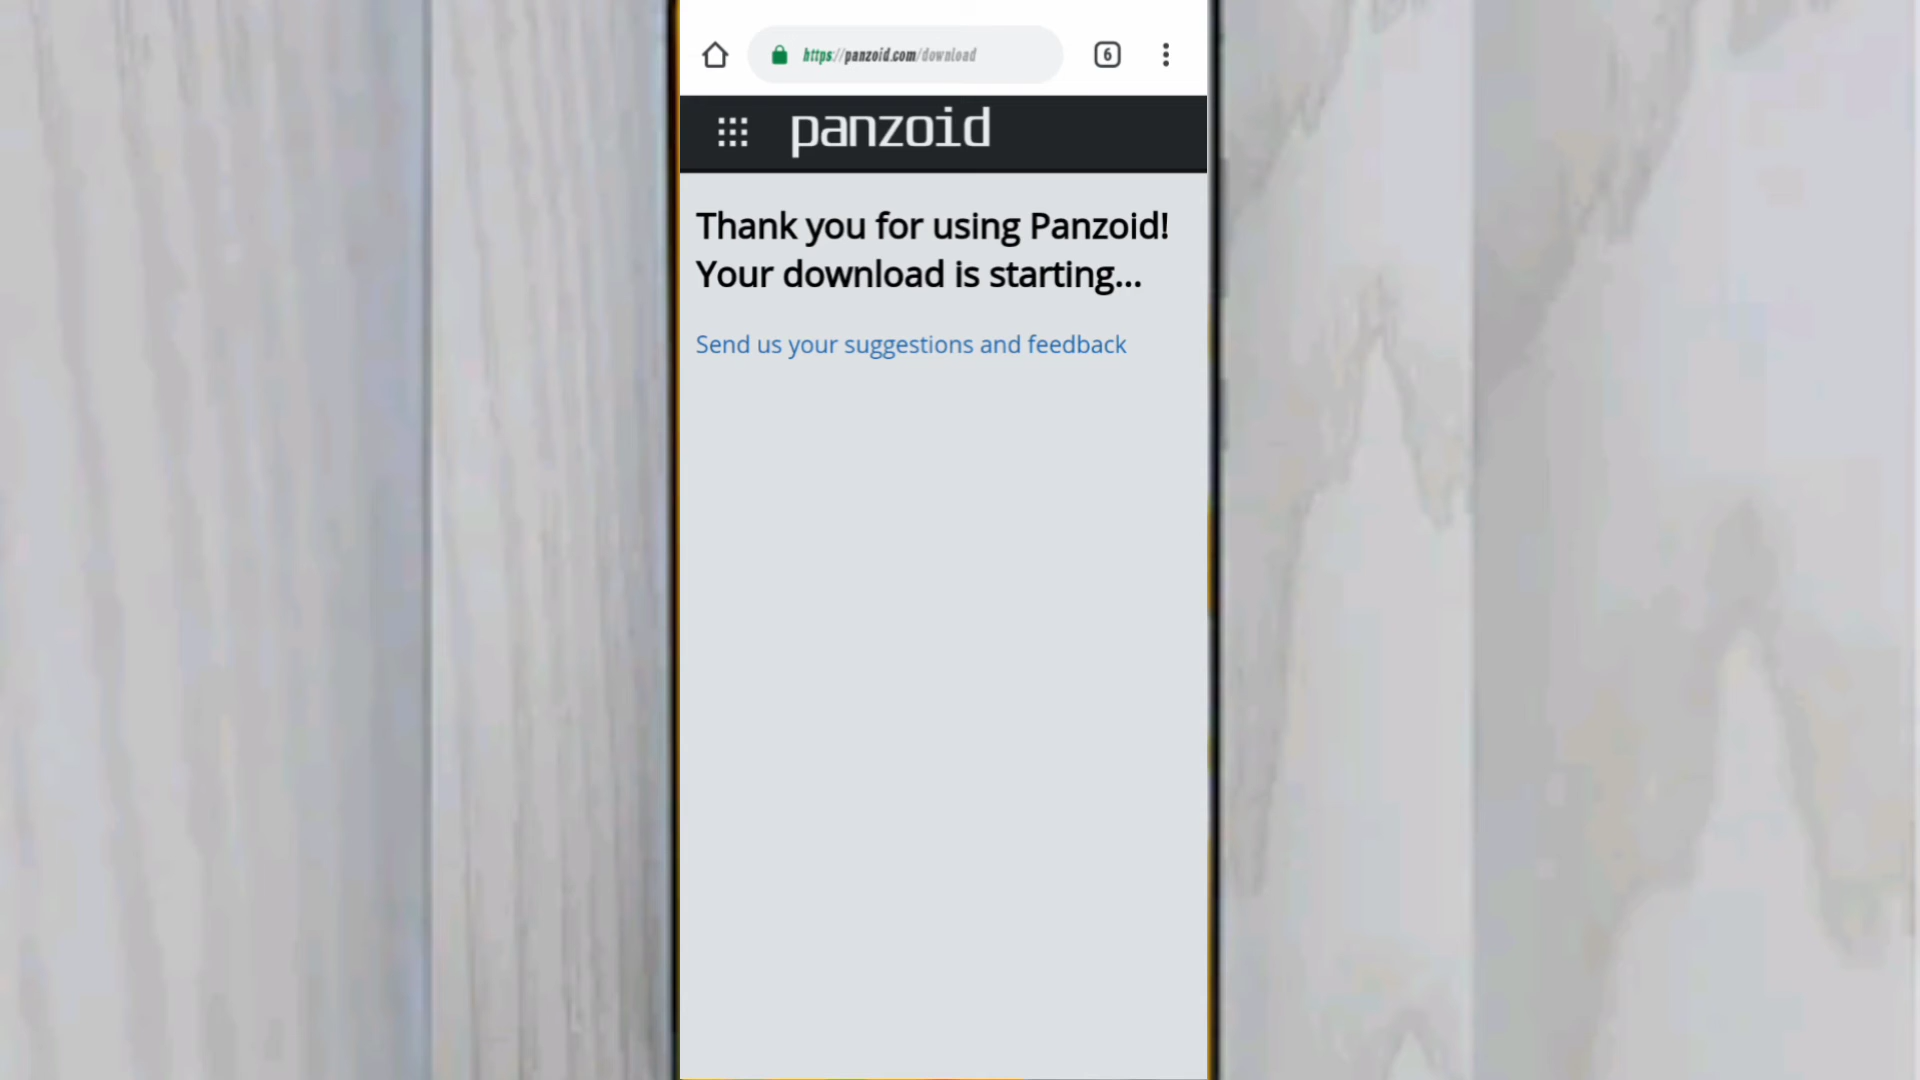 https://panzoid.com/download
6
panzoid
Thank you for using Panzoid!
Your download is starting...
Send us your suggestions and feedback